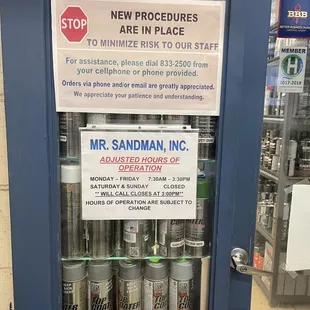 STOP
NEW PROCEDURES
ARE IN PLACE
TO MINIMIZE RISK TO OUR STAFF
For assistance, please dial 833-2500 from
your cellphone or phone provided.
Orders via phone and/or email are greatly appreciated.
We appreciate your patience and understanding.
MR. SANDMAN, INC.
ADJUSTED HOURS OF
OPERATION
MONDAY – FRIDAY 7:30AM – 3:30PM
SATURDAY & SUNDAY CLOSED
** WILL CALL CLOSES AT 3:00PM **
HOURS OF OPERATION ARE SUBJECT TO
CHANGE
BBB
MEMBER
H